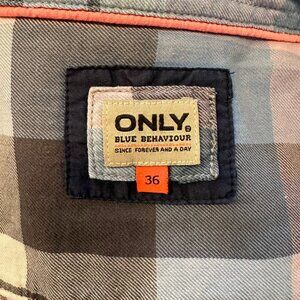 ONLY®
BLUE BEHAVIOUR
SINCE FOREVER AND A DAY
36